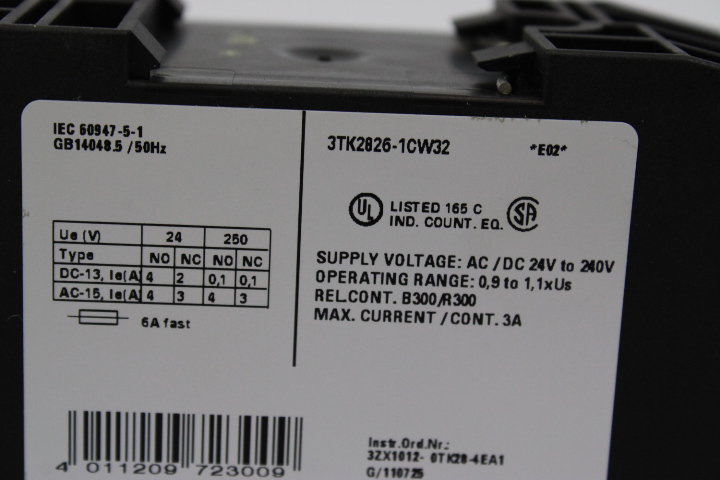 IEC 60947-5-1
GB14048.5 / 50Hz
3TK2826-1CW32 *E02*
UL LISTED 165 C
IND. COUNT. EQ. SA
Ue (V) 24 250
Type NO NC NO NC
DC-13, Ie(A) 4 2 0,1 0,1
AC-15, Ie(A) 4 3 4 3
6A fast
SUPPLY VOLTAGE: AC / DC 24V to 240V
OPERATING RANGE: 0,9 to 1,1xUs
REL.CONT. B300/R300
MAX. CURRENT / CONT. 3A
4 011209 723009
Instr.Ord.Nr.:
3ZX1012- 0TK28-4EA1
G/110725